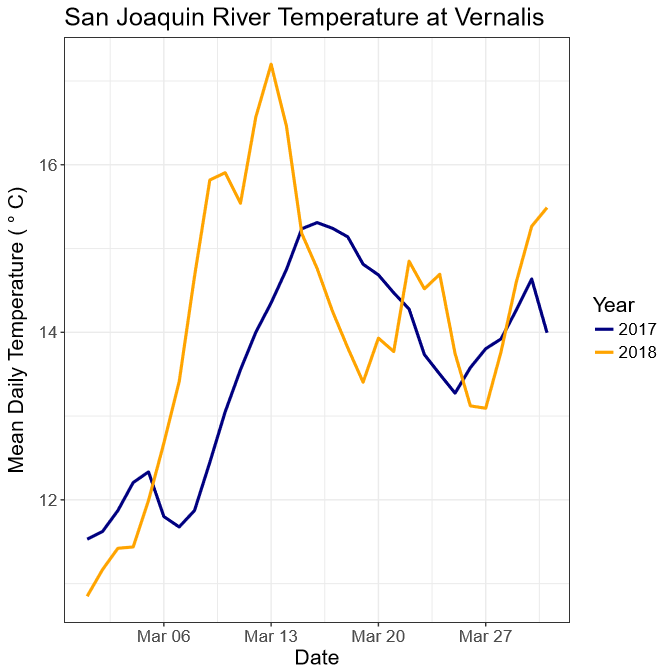 San Joaquin River Temperature at Vernalis
Mean Daily Temperature ( ° C)
16
14
12
Mar 06 Mar 13 Mar 20 Mar 27
Date
Year
2017
2018